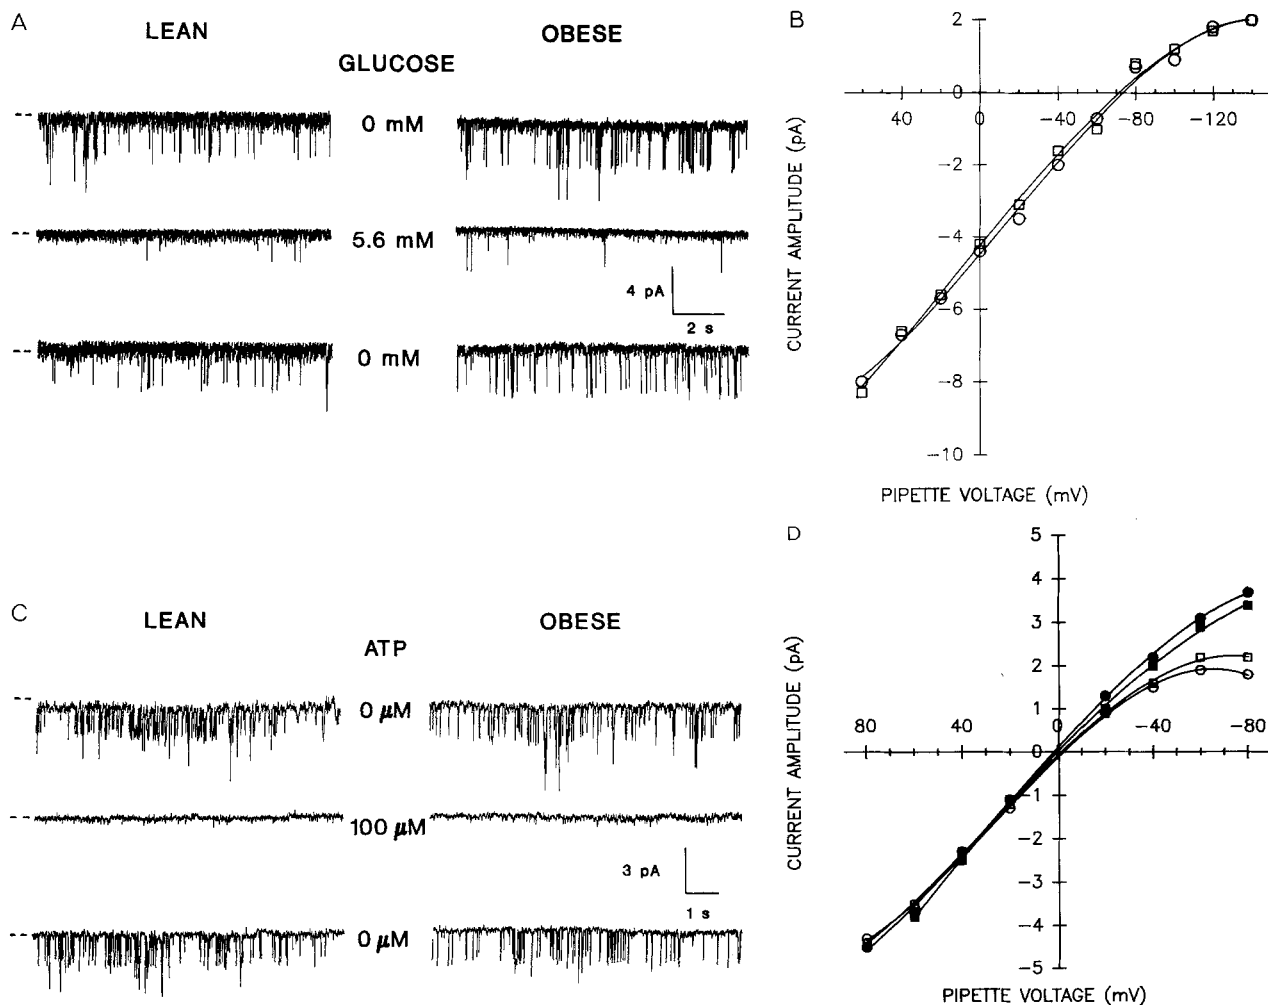 A
LEAN
OBESE
GLUCOSE
0 mM
5.6 mM
4 pA
2 s
0 mM
B
2
0
40
0
-40
-80
-120
-2
-4
-6
-8
-10
CURRENT AMPLITUDE (pA)
PIPETTE VOLTAGE (mV)
C
LEAN
OBESE
ATP
0 μM
100 μM
3 pA
1 s
0 μM
D
5
4
3
2
1
0
80
40
0
-40
-80
-1
-2
-3
-4
-5
CURRENT AMPLITUDE (pA)
PIPETTE VOLTAGE (mV)